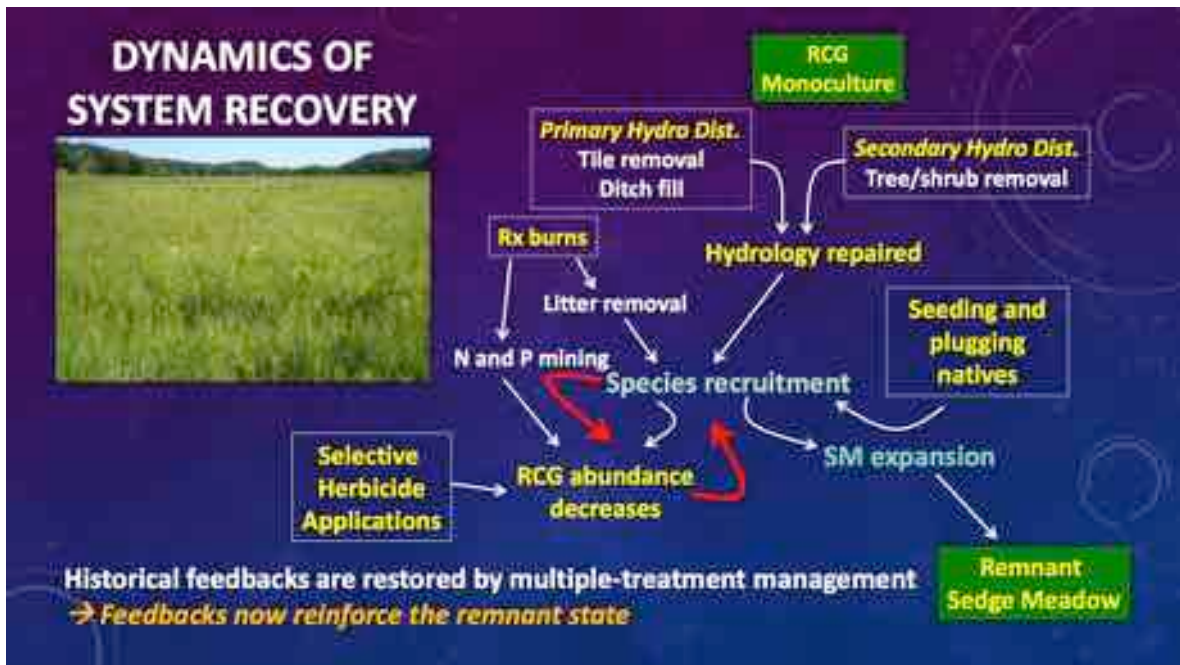 DYNAMICS OF
SYSTEM RECOVERY
RCG
Monoculture
Primary Hydro Dist.
Tile removal
Ditch fill
Secondary Hydro Dist.
Tree/shrub removal
Rx burns
Hydrology repaired
Litter removal
Seeding and
plugging
natives
N and P mining
Species recruitment
SM expansion
Selective
Herbicide
Applications
RCG abundance
decreases
Historical feedbacks are restored by multiple-treatment management
→ Feedbacks now reinforce the remnant state
Remnant
Sedge Meadow